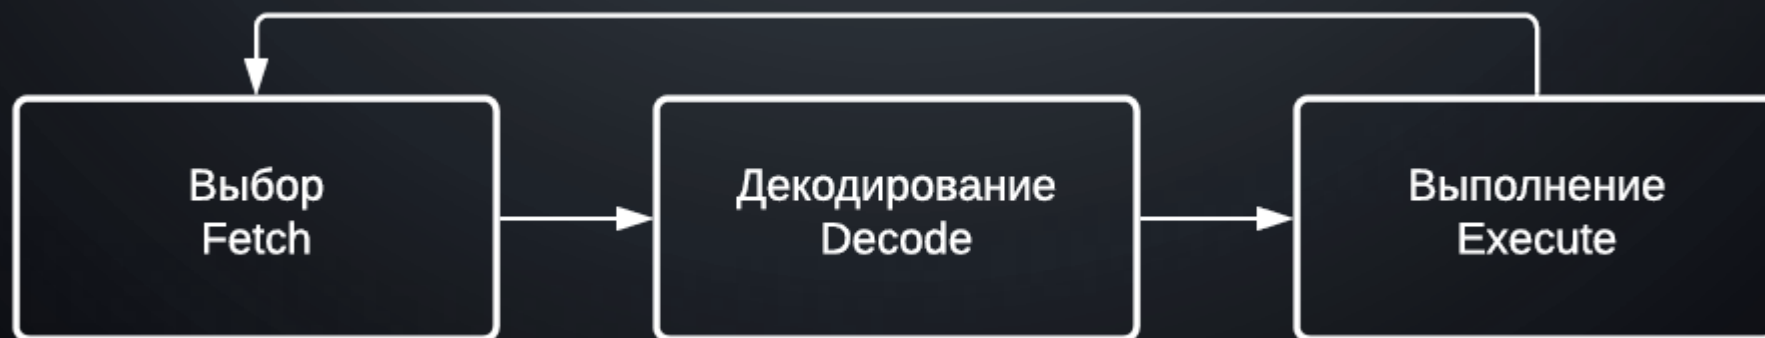 Выбор
Fetch
Декодирование
Decode
Выполнение
Execute